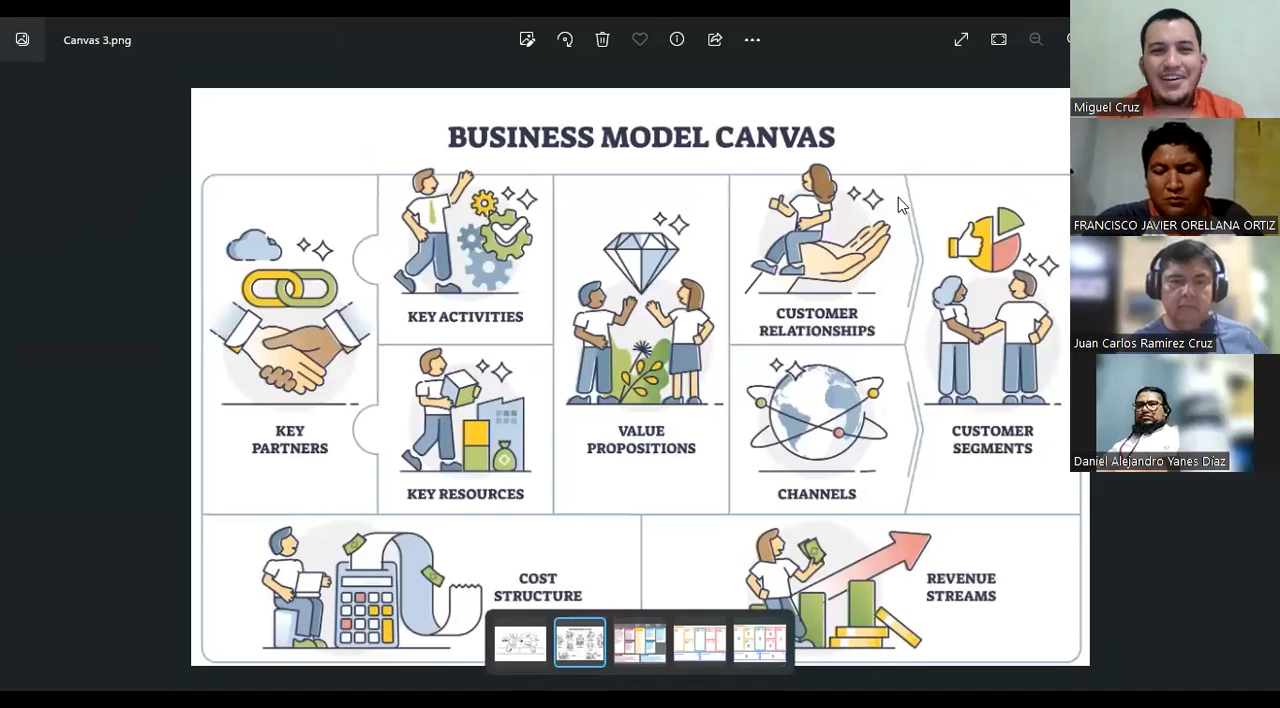 Canvas 3.png
BUSINESS MODEL CANVAS
KEY
PARTNERS
KEY ACTIVITIES
KEY RESOURCES
VALUE
PROPOSITIONS
CUSTOMER
RELATIONSHIPS
CHANNELS
CUSTOMER
SEGMENTS
COST
STRUCTURE
REVENUE
STREAMS
Miguel Cruz
FRANCISCO JAVIER ORELLANA ORTIZ
Juan Carlos Ramirez Cruz
Daniel Alejandro Yanes Díaz